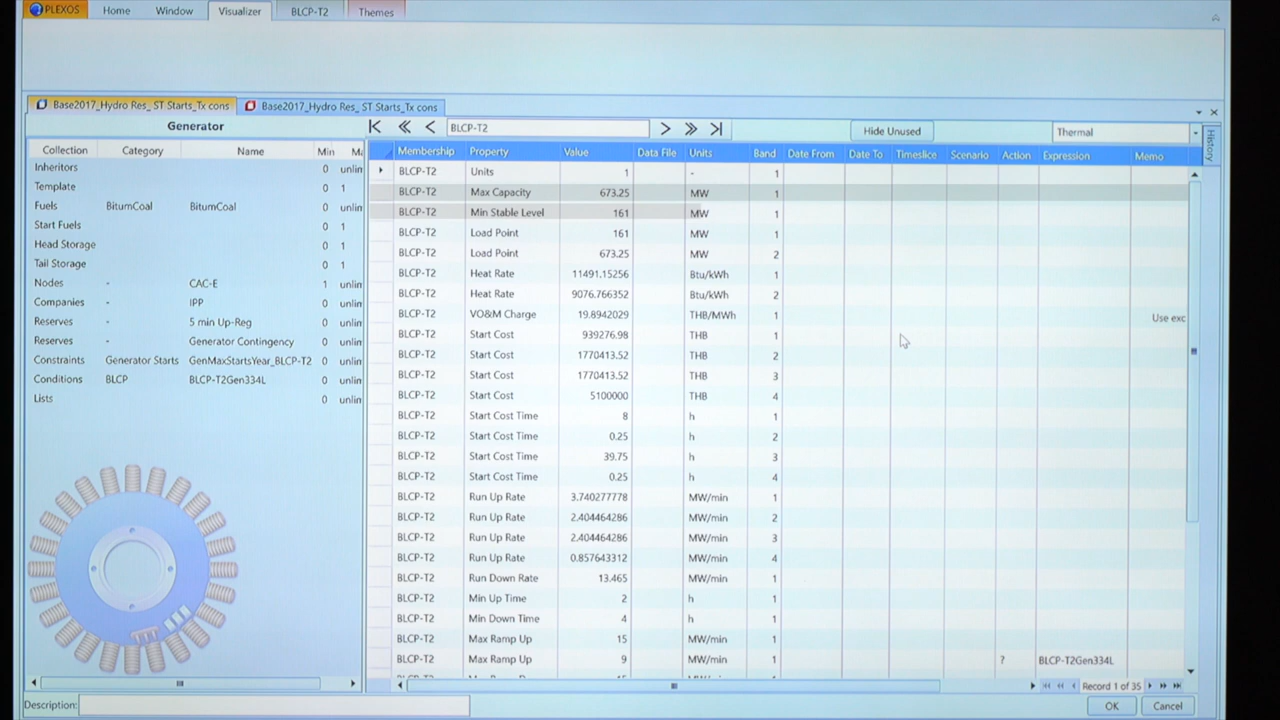 PLEXOS Home Window Visualizer BLCP-T2 Themes
Base2017_Hydro Res_ ST Starts_Tx cons Base2017_Hydro Res_ ST Starts_Tx cons
Generator BLCP-T2 Hide Unused Thermal
History
Collection Category Name Min Ma
Inheritors 0 unlin
Template 0 1
Fuels BitumCoal BitumCoal 0 unlin
Start Fuels 0 1
Head Storage 0 1
Tail Storage 0 1
Nodes - CAC-E 1 unlin
Companies - IPP 0 unlin
Reserves - 5 min Up-Reg 0 unlin
Reserves - Generator Contingency 0 unlin
Constraints Generator Starts GenMaxStartsYear_BLCP-T2 0 unlin
Conditions BLCP BLCP-T2Gen334L 0 unlin
Lists 0 unlin
Membership Property Value Data File Units Band Date From Date To Timeslice Scenario Action Expression Memo
BLCP-T2 Units 1 - 1
BLCP-T2 Max Capacity 673.25 MW 1
BLCP-T2 Min Stable Level 161 MW 1
BLCP-T2 Load Point 161 MW 1
BLCP-T2 Load Point 673.25 MW 2
BLCP-T2 Heat Rate 11491.15256 Btu/kWh 1
BLCP-T2 Heat Rate 9076.766352 Btu/kWh 2
BLCP-T2 VO&M Charge 19.8942029 THB/MWh 1 Use exc
BLCP-T2 Start Cost 939276.98 THB 1
BLCP-T2 Start Cost 1770413.52 THB 2
BLCP-T2 Start Cost 1770413.52 THB 3
BLCP-T2 Start Cost 5100000 THB 4
BLCP-T2 Start Cost Time 8 h 1
BLCP-T2 Start Cost Time 0.25 h 2
BLCP-T2 Start Cost Time 39.75 h 3
BLCP-T2 Start Cost Time 0.25 h 4
BLCP-T2 Run Up Rate 3.740277778 MW/min 1
BLCP-T2 Run Up Rate 2.404464286 MW/min 2
BLCP-T2 Run Up Rate 2.404464286 MW/min 3
BLCP-T2 Run Up Rate 0.857643312 MW/min 4
BLCP-T2 Run Down Rate 13.465 MW/min 1
BLCP-T2 Min Up Time 2 h 1
BLCP-T2 Min Down Time 4 h 1
BLCP-T2 Max Ramp Up 15 MW/min 1
BLCP-T2 Max Ramp Up 9 MW/min 1 ? BLCP-T2Gen334L
Record 1 of 35
Description: OK Cancel